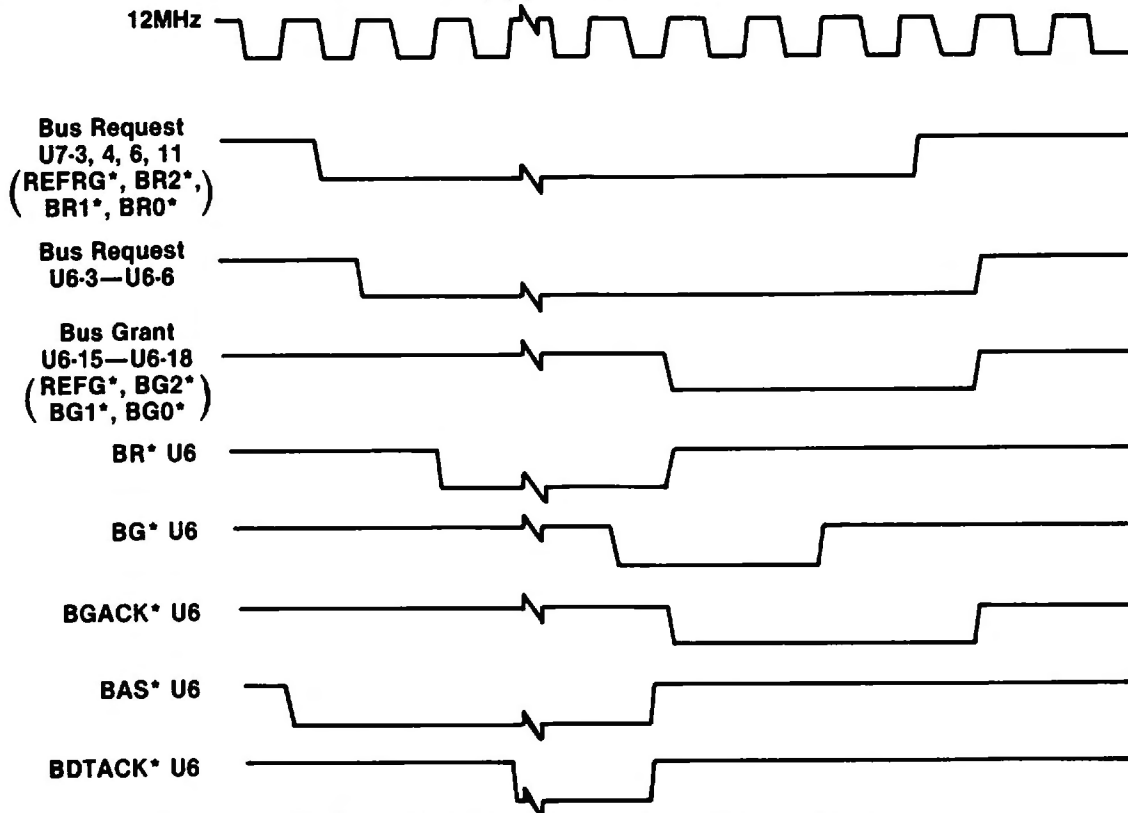 12MHz
Bus Request
U7-3, 4, 6, 11
(REFRG*, BR2*,
BR1*, BR0*)
Bus Request
U6-3—U6-6
Bus Grant
U6-15—U6-18
(REFG*, BG2*
BG1*, BG0*)
BR* U6
BG* U6
BGACK* U6
BAS* U6
BDTACK* U6